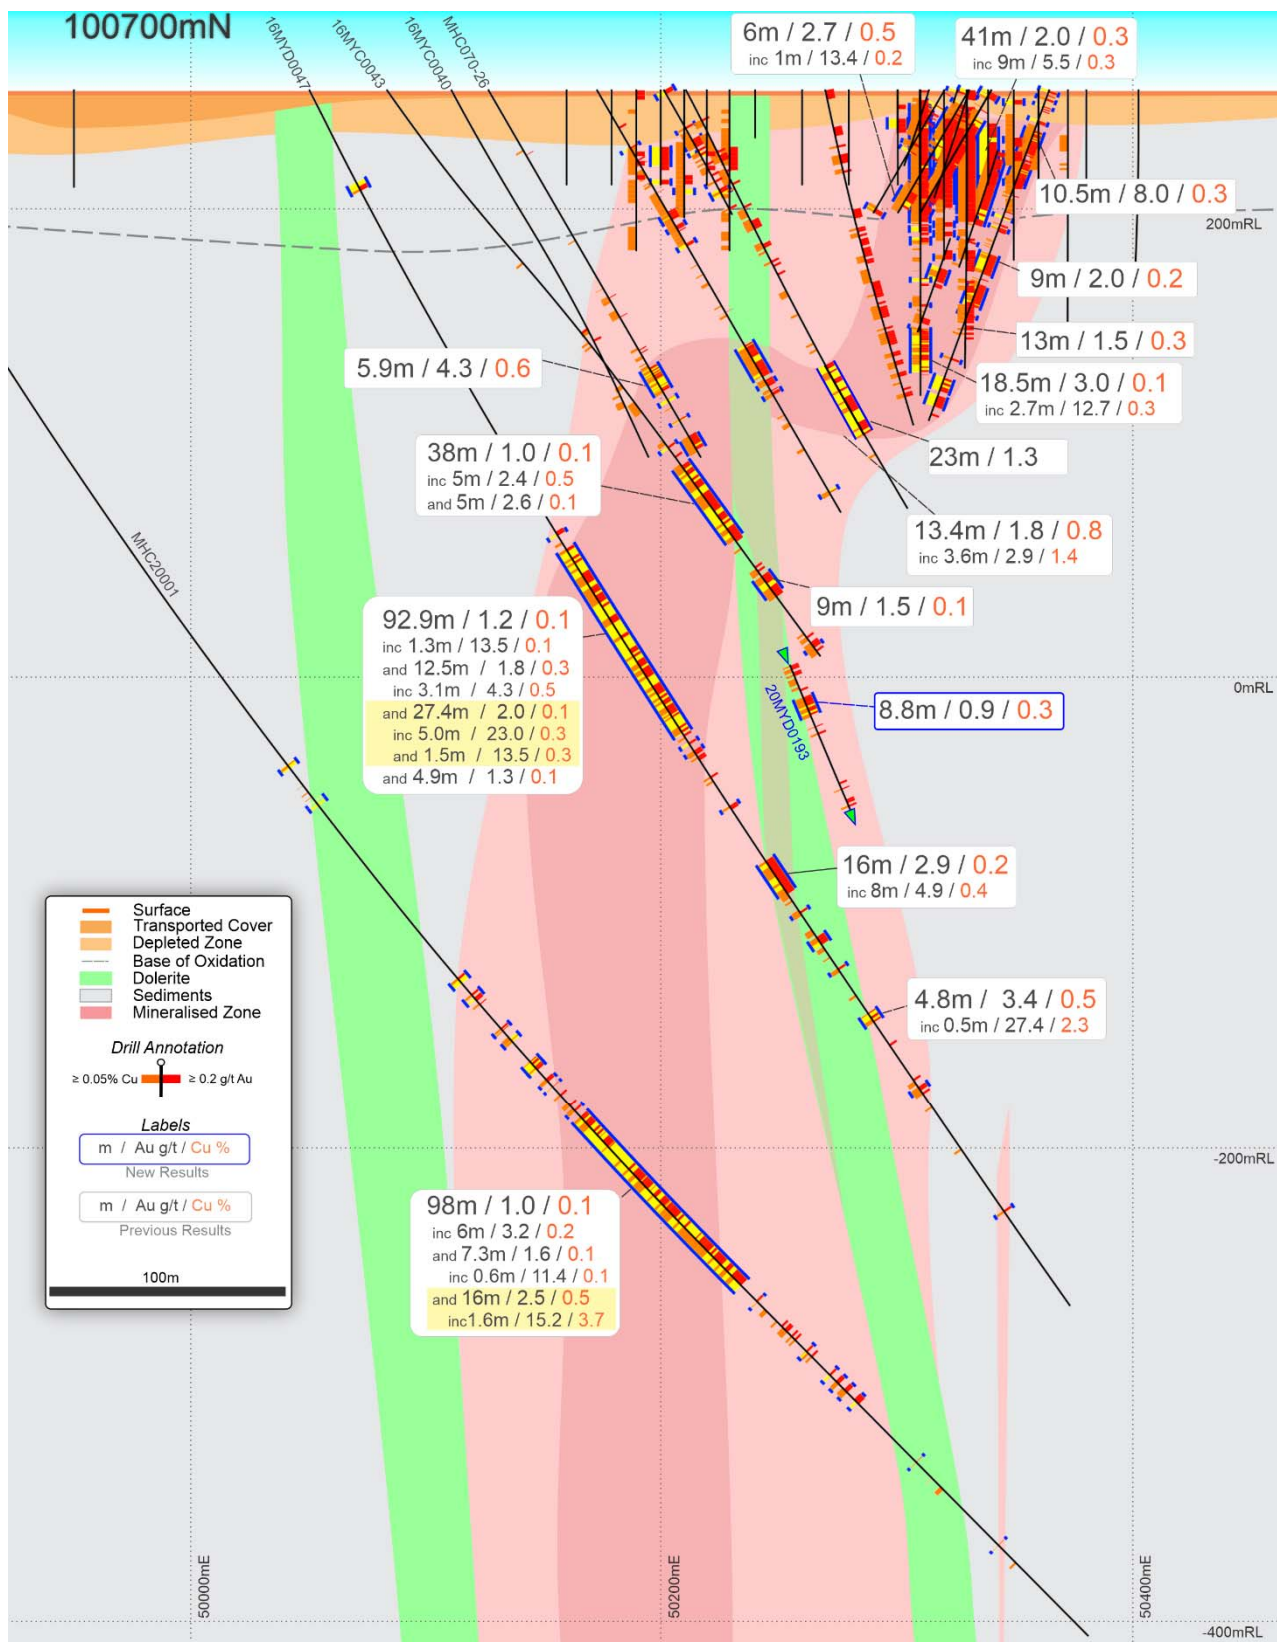 100700mN
16MYD0047
16MYC0043
16MYC0040
MHC070-26
6m / 2.7 / 0.5
inc 1m / 13.4 / 0.2
41m / 2.0 / 0.3
inc 9m / 5.5 / 0.3
10.5m / 8.0 / 0.3
200mRL
9m / 2.0 / 0.2
13m / 1.5 / 0.3
5.9m / 4.3 / 0.6
18.5m / 3.0 / 0.1
inc 2.7m / 12.7 / 0.3
38m / 1.0 / 0.1
inc 5m / 2.4 / 0.5
and 5m / 2.6 / 0.1
23m / 1.3
13.4m / 1.8 / 0.8
inc 3.6m / 2.9 / 1.4
MHC20001
9m / 1.5 / 0.1
92.9m / 1.2 / 0.1
inc 1.3m / 13.5 / 0.1
and 12.5m / 1.8 / 0.3
inc 3.1m / 4.3 / 0.5
and 27.4m / 2.0 / 0.1
inc 5.0m / 23.0 / 0.3
and 1.5m / 13.5 / 0.3
and 4.9m / 1.3 / 0.1
0mRL
20MYD0193
8.8m / 0.9 / 0.3
16m / 2.9 / 0.2
inc 8m / 4.9 / 0.4
4.8m / 3.4 / 0.5
inc 0.5m / 27.4 / 2.3
Surface
Transported Cover
Depleted Zone
Base of Oxidation
Dolerite
Sediments
Mineralised Zone
Drill Annotation
≥ 0.05% Cu
≥ 0.2 g/t Au
Labels
m / Au g/t / Cu %
New Results
m / Au g/t / Cu %
Previous Results
100m
-200mRL
98m / 1.0 / 0.1
inc 6m / 3.2 / 0.2
and 7.3m / 1.6 / 0.1
inc 0.6m / 11.4 / 0.1
and 16m / 2.5 / 0.5
inc1.6m / 15.2 / 3.7
50000mE
50200mE
50400mE
-400mRL